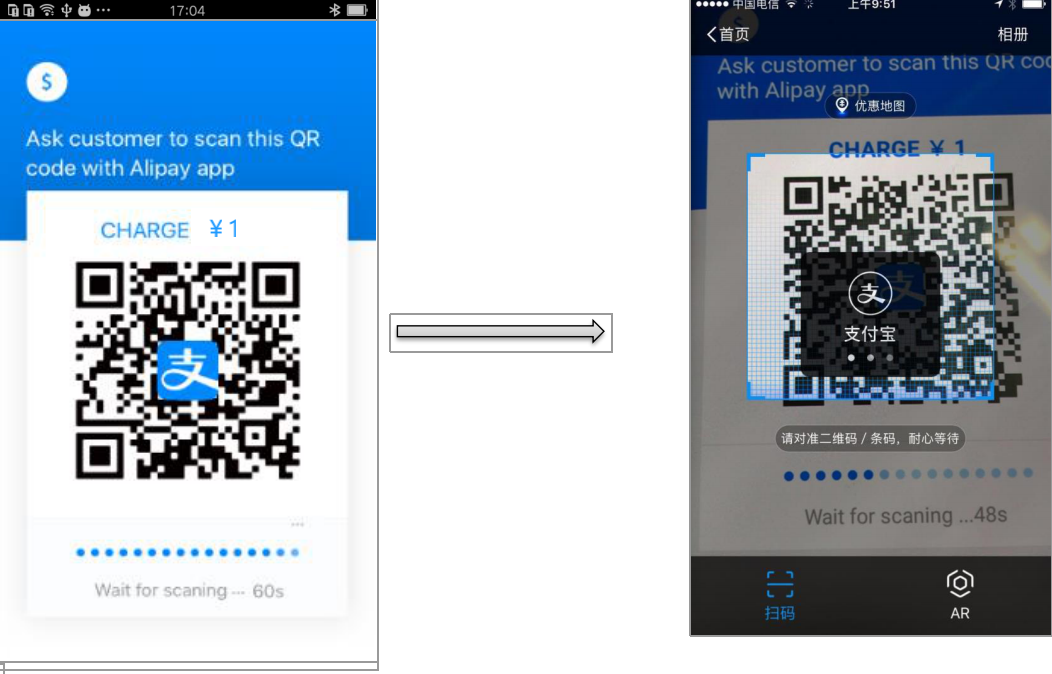 17:04
$
Ask customer to scan this QR
code with Alipay app
CHARGE ¥1
支
...
Wait for scaning ... 60s
中国电信 上午9:51
首页 相册
Ask customer to scan this QR cod
with Alipay app
优惠地图
CHARGE ¥ 1
支
支付宝
请对准二维码 / 条码，耐心等待
Wait for scaning ...48s
扫码 AR